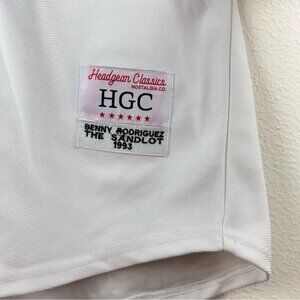 Headgear Classics
NOSTALGIA CO.
HGC
BENNY RODRIGUEZ
THE SANDLOT
1993